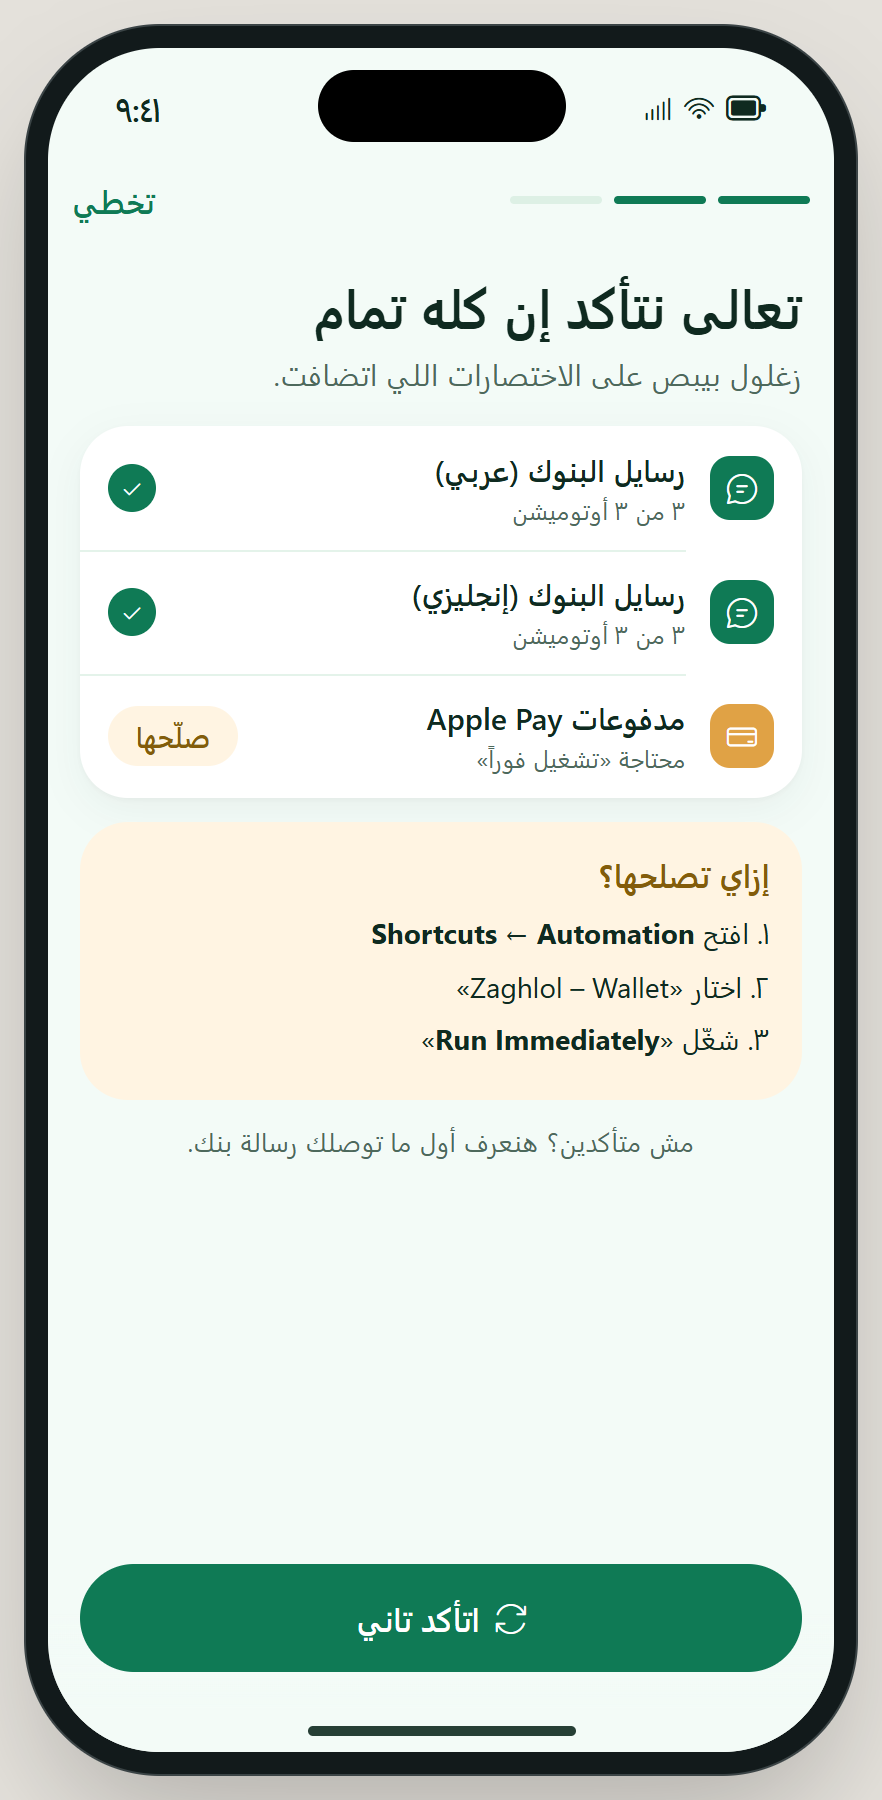 ٩:٤١
تخطي
تعالى نتأكد إن كله تمام
زغلول بيبص على الاختصارات اللي اتضافت.
رسايل البنوك (عربي)
٣ من ٣ أوتوميشن
رسايل البنوك (إنجليزي)
٣ من ٣ أوتوميشن
مدفوعات Apple Pay
محتاجة «تشغيل فوراً»
صلّحها
إزاي تصلحها؟
١. افتح Shortcuts ← Automation
٢. اختار «Zaghlol – Wallet»
٣. شغّل «Run Immediately»
مش متأكدين؟ هنعرف أول ما توصلك رسالة بنك.
اتأكد تاني